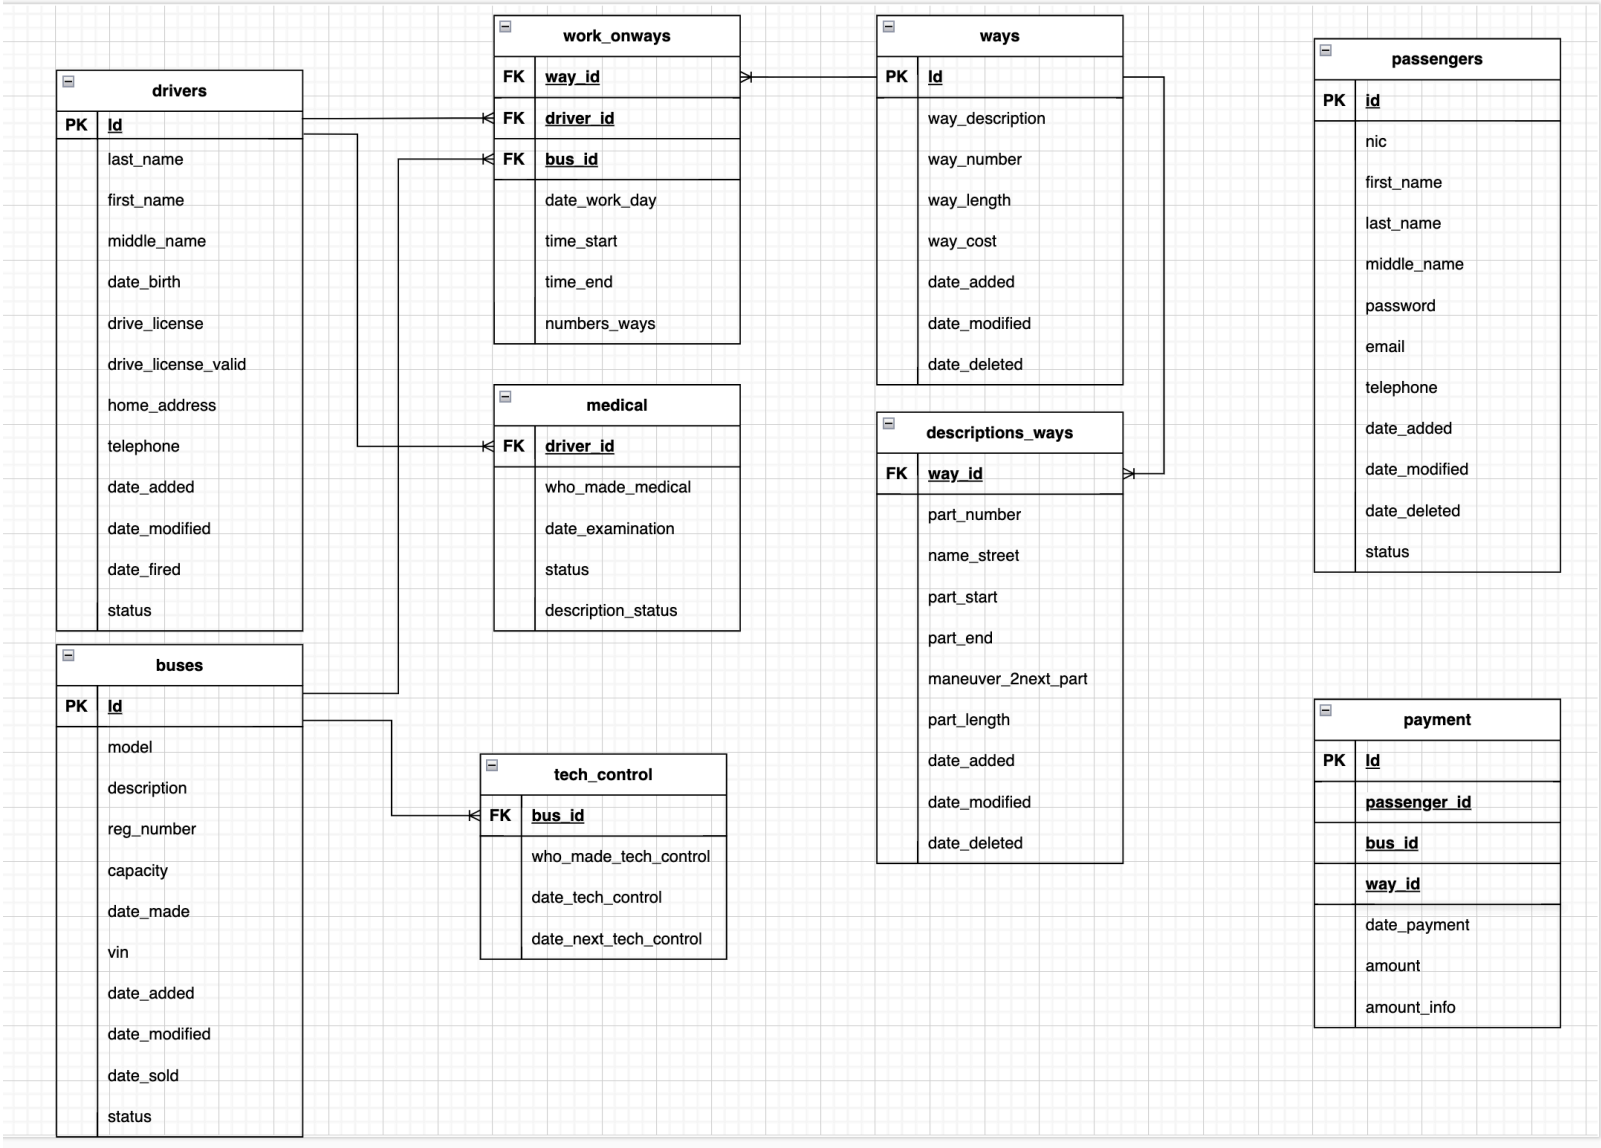 drivers
PK Id
last_name
first_name
middle_name
date_birth
drive_license
drive_license_valid
home_address
telephone
date_added
date_modified
date_fired
status
buses
PK Id
model
description
reg_number
capacity
date_made
vin
date_added
date_modified
date_sold
status
work_onways
FK way_id
FK driver_id
FK bus_id
date_work_day
time_start
time_end
numbers_ways
medical
FK driver_id
who_made_medical
date_examination
status
description_status
tech_control
FK bus_id
who_made_tech_control
date_tech_control
date_next_tech_control
ways
PK Id
way_description
way_number
way_length
way_cost
date_added
date_modified
date_deleted
descriptions_ways
FK way_id
part_number
name_street
part_start
part_end
maneuver_2next_part
part_length
date_added
date_modified
date_deleted
passengers
PK id
nic
first_name
last_name
middle_name
password
email
telephone
date_added
date_modified
date_deleted
status
payment
PK Id
passenger_id
bus_id
way_id
date_payment
amount
amount_info